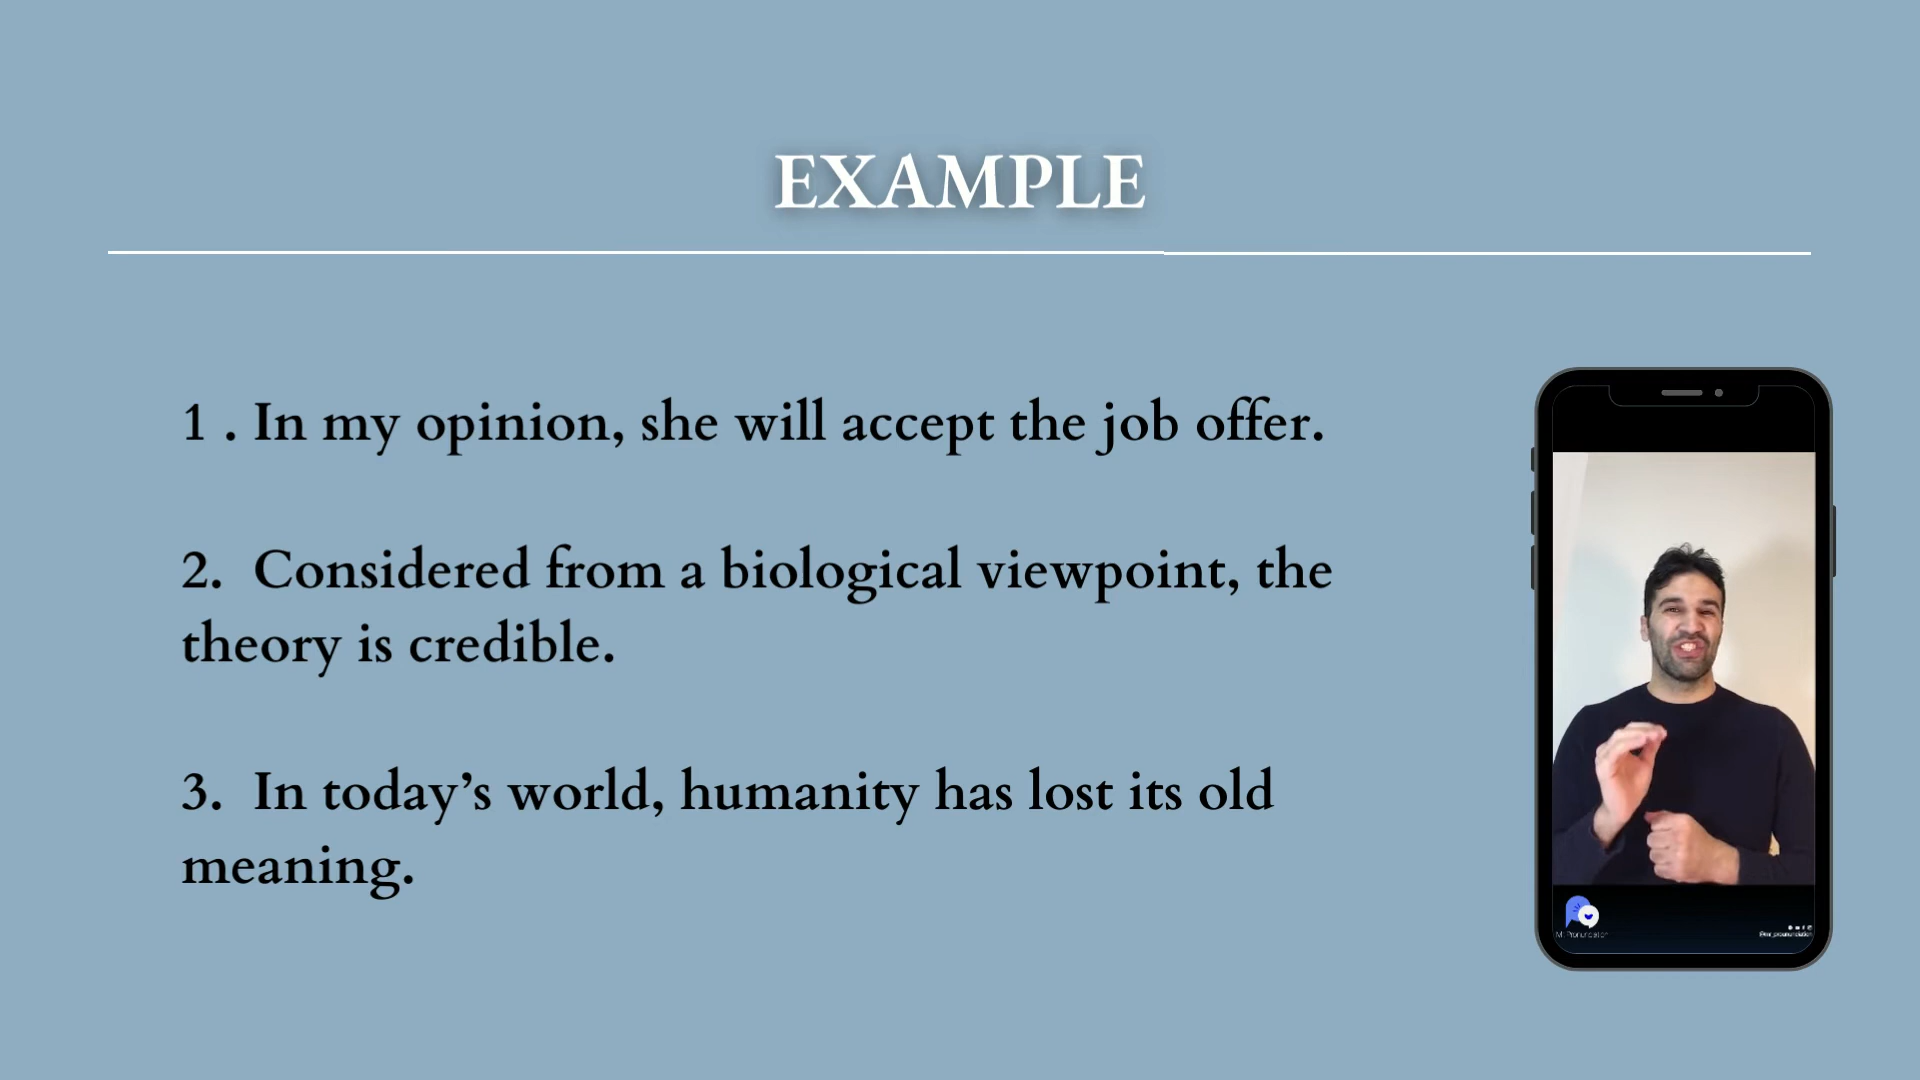 EXAMPLE
1 . In my opinion, she will accept the job offer.
2. Considered from a biological viewpoint, the
theory is credible.
3. In today’s world, humanity has lost its old
meaning.